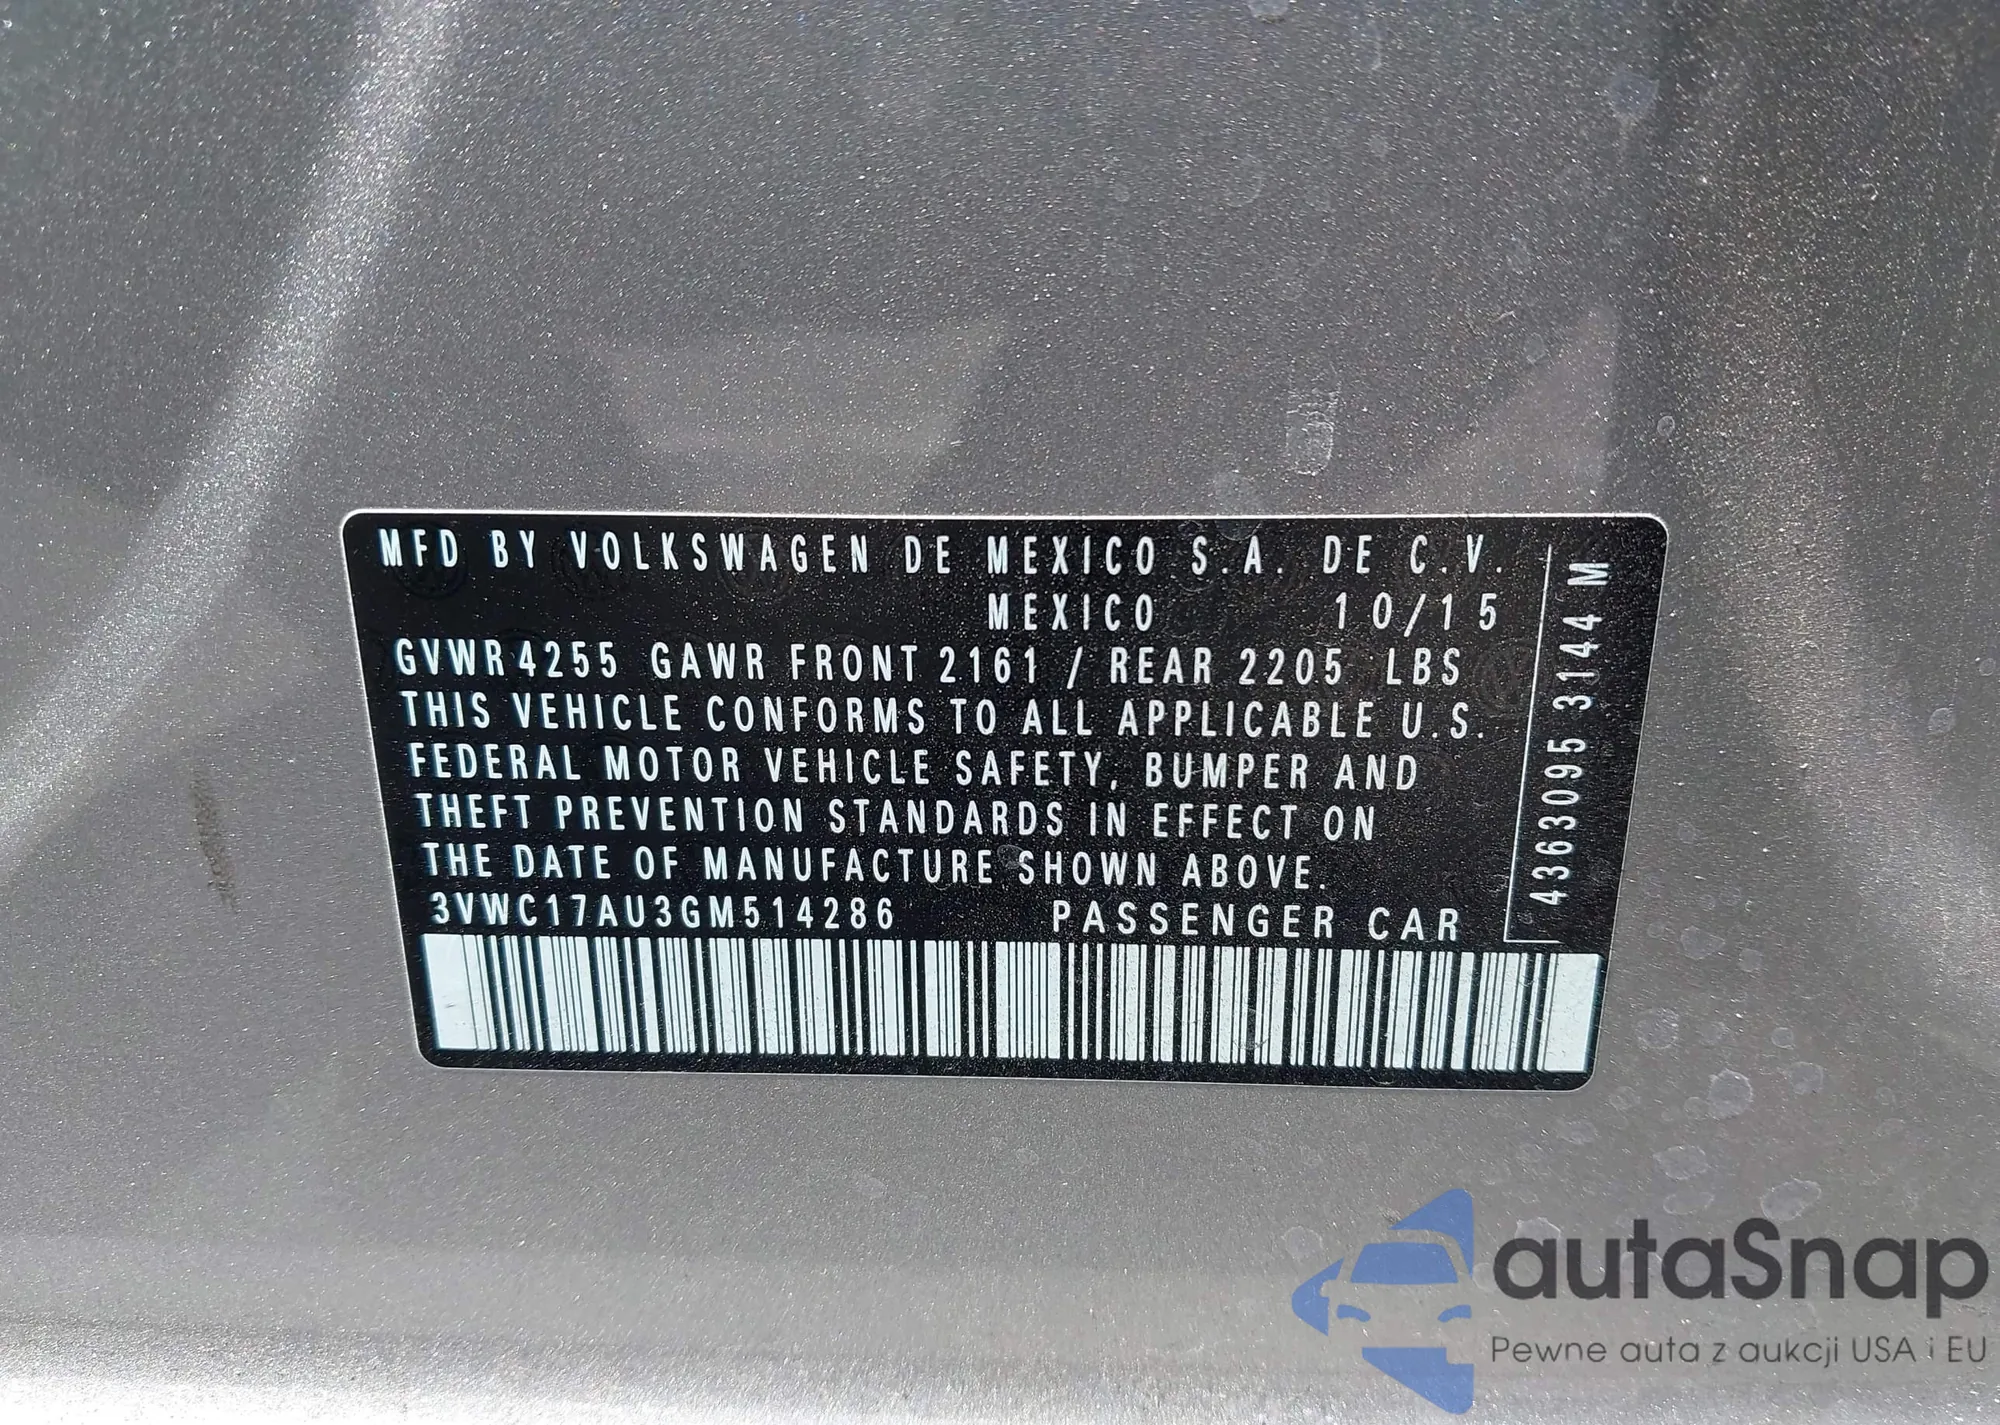 MFD BY VOLKSWAGEN DE MEXICO S.A. DE C.V.
MEXICO 10/15
GVWR 4255 GAWR FRONT 2161 / REAR 2205 LBS
THIS VEHICLE CONFORMS TO ALL APPLICABLE U.S.
FEDERAL MOTOR VEHICLE SAFETY, BUMPER AND
THEFT PREVENTION STANDARDS IN EFFECT ON
THE DATE OF MANUFACTURE SHOWN ABOVE.
3VWC17AU3GM514286 PASSENGER CAR
4363095 3144 M
autaSnap
Pewne auta z aukcji USA i EU